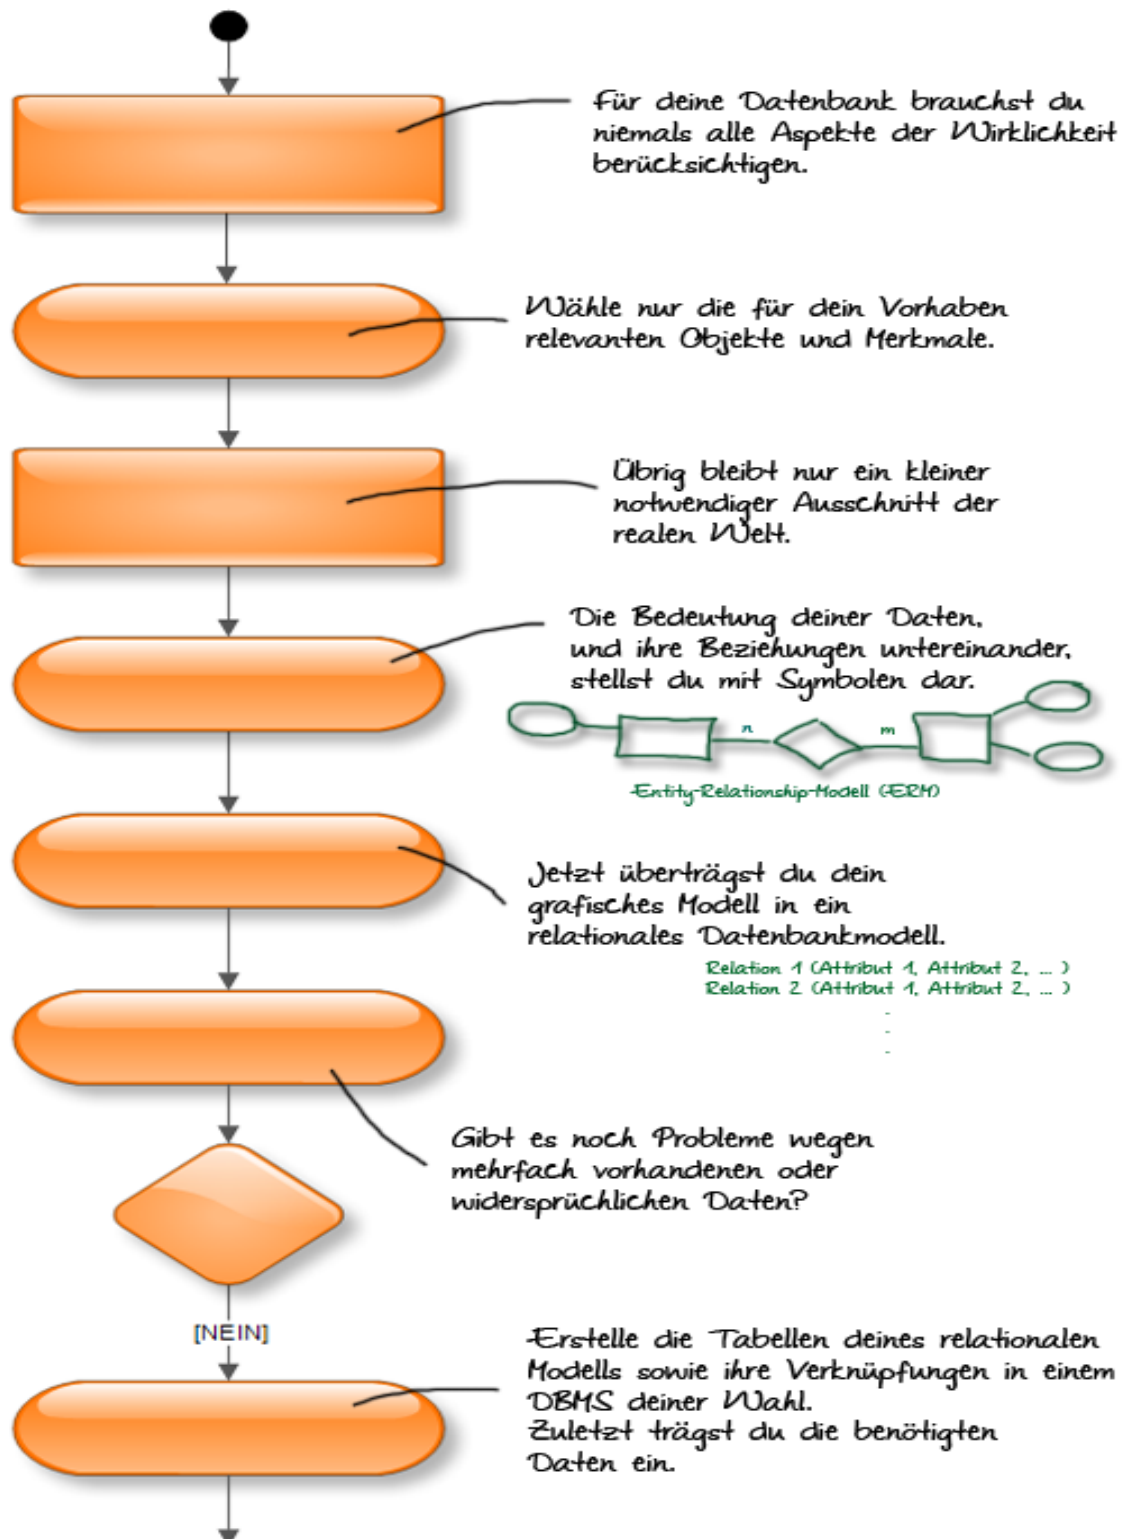 Für deine Datenbank brauchst du
niemals alle Aspekte der Wirklichkeit
berücksichtigen.
Wähle nur die für dein Vorhaben
relevanten Objekte und Merkmale.
Übrig bleibt nur ein kleiner
notwendiger Ausschnitt der
realen Welt.
Die Bedeutung deiner Daten,
und ihre Beziehungen untereinander,
stellst du mit Symbolen dar.
n
m
Entity-Relationship-Modell (ERM)
Jetzt überträgst du dein
grafisches Modell in ein
relationales Datenbankmodell.
Relation 1 (Attribut 1, Attribut 2, ... )
Relation 2 (Attribut 1, Attribut 2, ... )
.
.
.
Gibt es noch Probleme wegen
mehrfach vorhandenen oder
widersprüchlichen Daten?
[NEIN]
Erstelle die Tabellen deines relationalen
Modells sowie ihre Verknüpfungen in einem
DBMS deiner Wahl.
Zuletzt trägst du die benötigten
Daten ein.